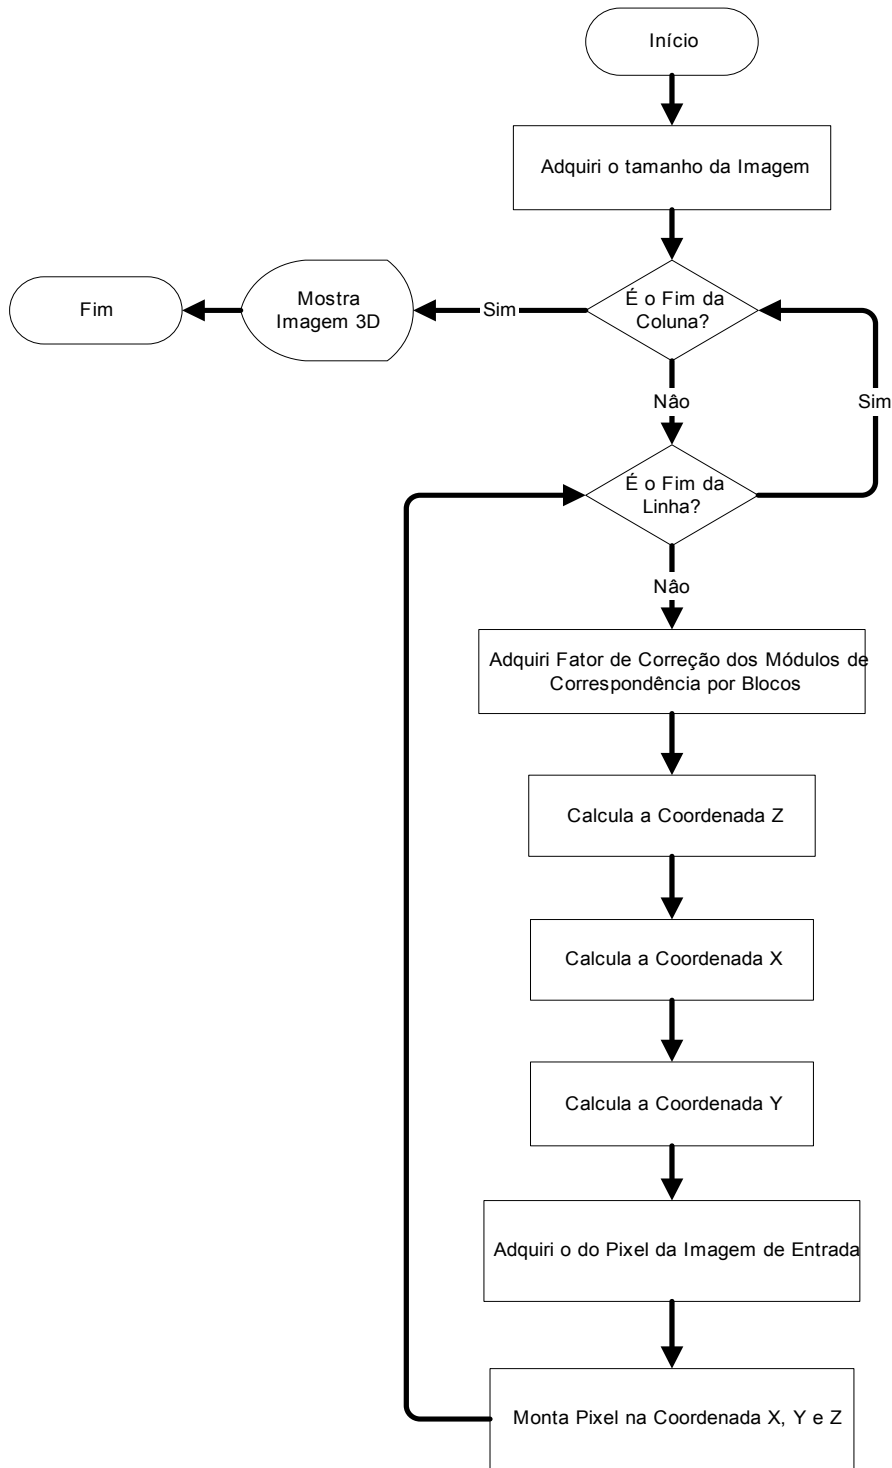 Início
Adquiri o tamanho da Imagem
Fim
Mostra
Imagem 3D
Sim
É o Fim da
Coluna?
Nâo
Sim
É o Fim da
Linha?
Nâo
Adquiri Fator de Correção dos Módulos de
Correspondência por Blocos
Calcula a Coordenada Z
Calcula a Coordenada X
Calcula a Coordenada Y
Adquiri o do Pixel da Imagem de Entrada
Monta Pixel na Coordenada X, Y e Z